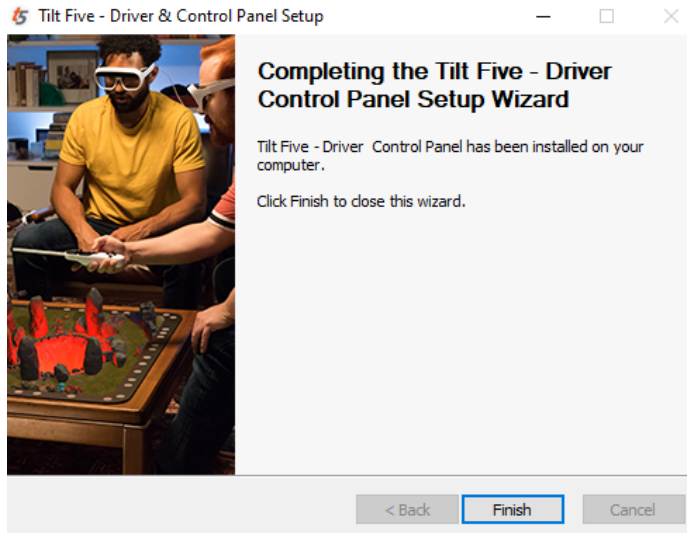 t5 Tilt Five - Driver & Control Panel Setup
Completing the Tilt Five - Driver
Control Panel Setup Wizard
Tilt Five - Driver  Control Panel has been installed on your
computer.
Click Finish to close this wizard.
< Back Finish Cancel